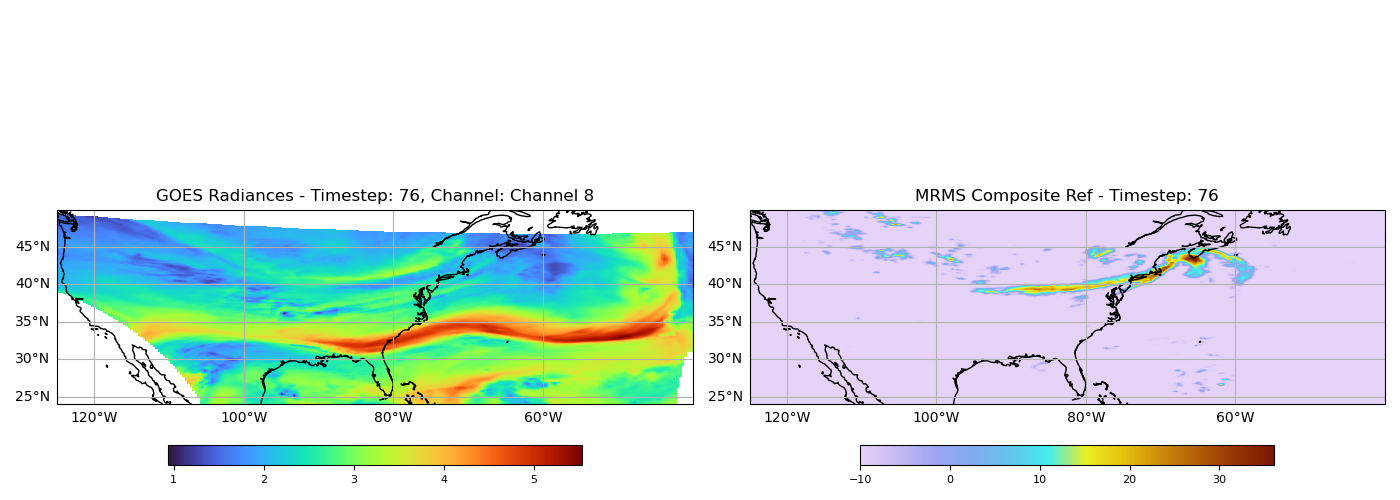 GOES Radiances - Timestep: 76, Channel: Channel 8
45°N
40°N
35°N
30°N
25°N
120°W 100°W 80°W 60°W
1 2 3 4 5
MRMS Composite Ref - Timestep: 76
45°N
40°N
35°N
30°N
25°N
120°W 100°W 80°W 60°W
−10 0 10 20 30